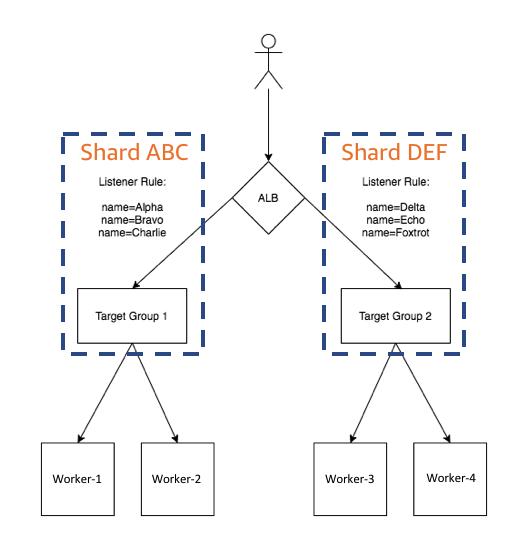 Shard ABC
Listener Rule:
name=Alpha
name=Bravo
name=Charlie
ALB
Shard DEF
Listener Rule:
name=Delta
name=Echo
name=Foxtrot
Target Group 1
Target Group 2
Worker-1
Worker-2
Worker-3
Worker-4